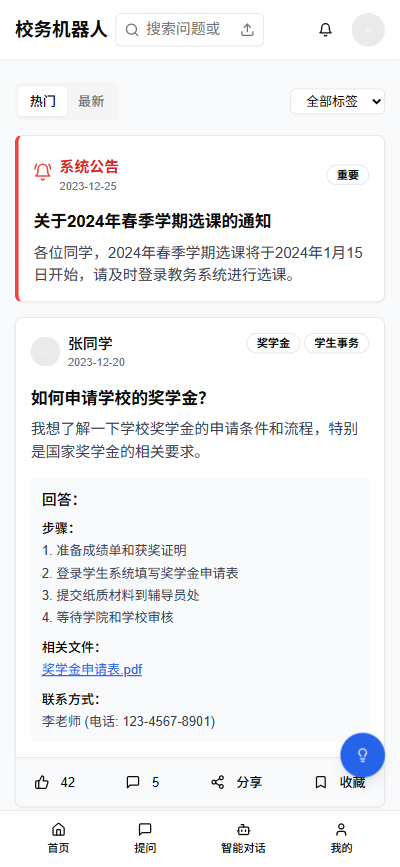 校务机器人 搜索问题或
热门 最新 全部标签
系统公告 重要
2023-12-25
关于2024年春季学期选课的通知
各位同学，2024年春季学期选课将于2024年1月15
日开始，请及时登录教务系统进行选课。
张同学 奖学金 学生事务
2023-12-20
如何申请学校的奖学金？
我想了解一下学校奖学金的申请条件和流程，特别
是国家奖学金的相关要求。
回答：
步骤：
1. 准备成绩单和获奖证明
2. 登录学生系统填写奖学金申请表
3. 提交纸质材料到辅导员处
4. 等待学院和学校审核
相关文件：
奖学金申请表.pdf
联系方式：
李老师 (电话: 123-4567-8901)
42 5 分享 收藏
首页 提问 智能对话 我的